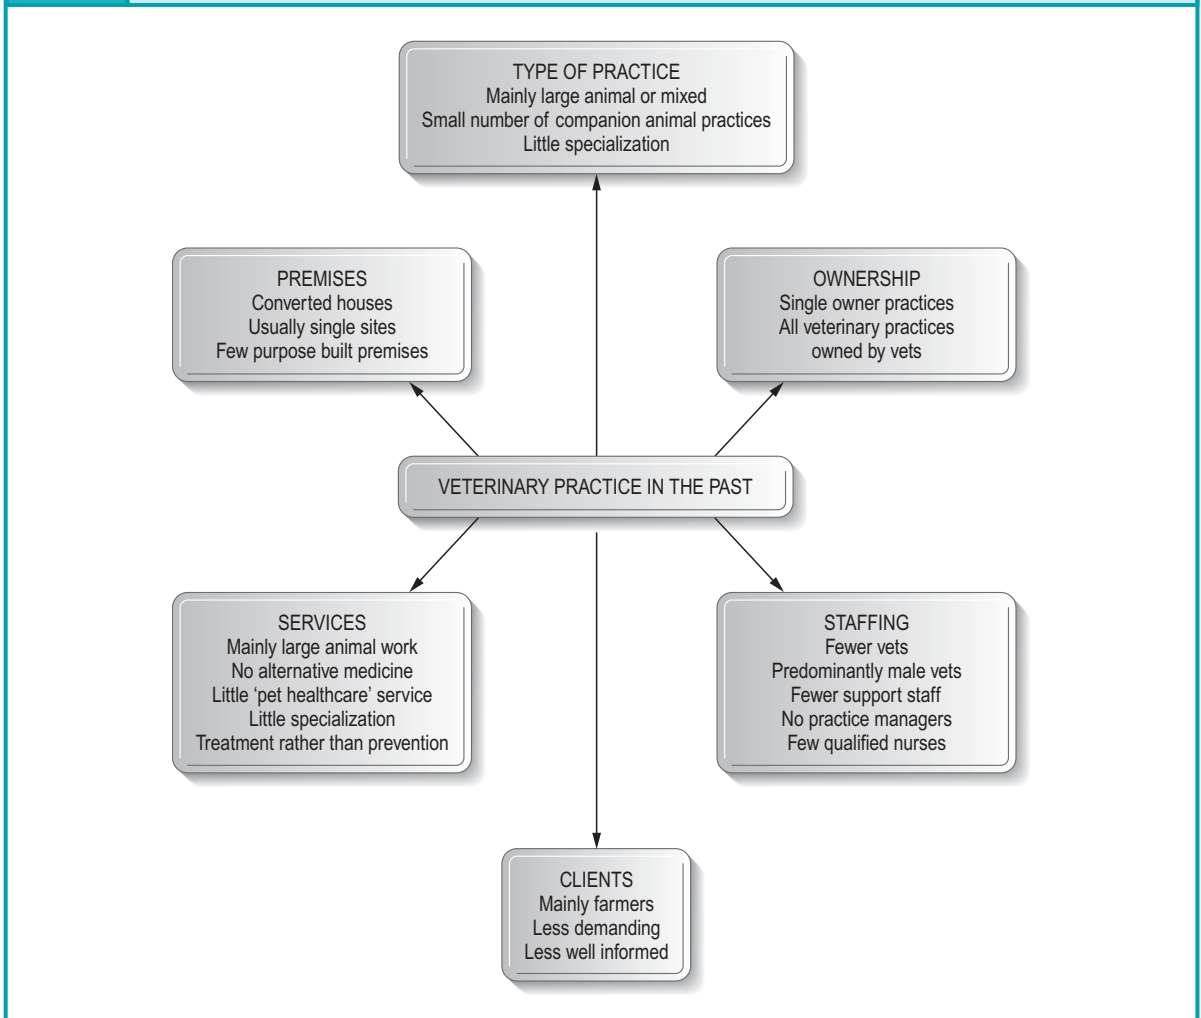 TYPE OF PRACTICE
Mainly large animal or mixed
Small number of companion animal practices
Little specialization
PREMISES
Converted houses
Usually single sites
Few purpose built premises
OWNERSHIP
Single owner practices
All veterinary practices
owned by vets
VETERINARY PRACTICE IN THE PAST
SERVICES
Mainly large animal work
No alternative medicine
Little ‘pet healthcare’ service
Little specialization
Treatment rather than prevention
STAFFING
Fewer vets
Predominantly male vets
Fewer support staff
No practice managers
Few qualified nurses
CLIENTS
Mainly farmers
Less demanding
Less well informed